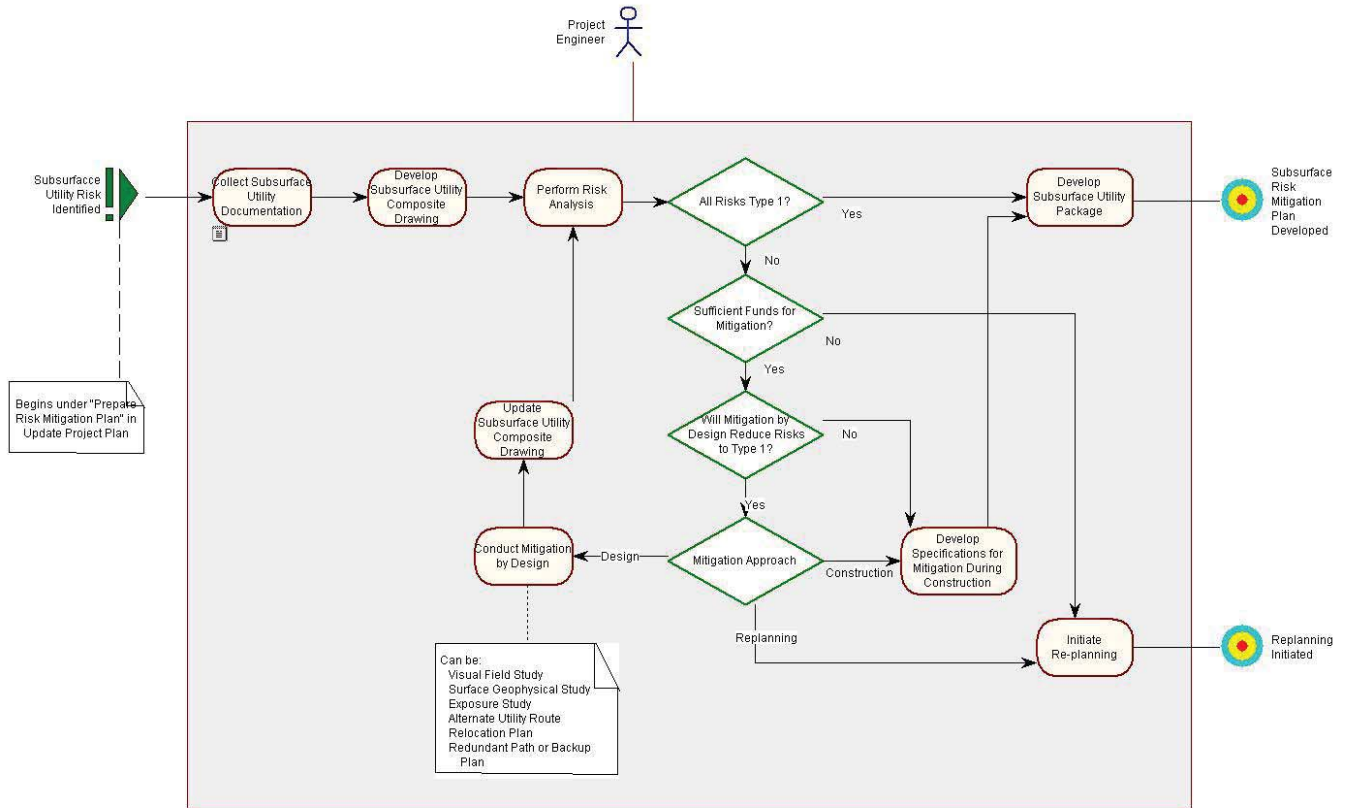 Project
Engineer
Subsurfacce
Utility Risk
Identified
Collect Subsurface
Utility
Documentation
Develop
Subsurface Utility
Composite
Drawing
Perform Risk
Analysis
All Risks Type 1?
Yes
Develop
Subsurface Utility
Package
Subsurface
Risk
Mitigation
Plan
Developed
No
Sufficient Funds for
Mitigation?
No
Yes
Begins under "Prepare
Risk Mitigation Plan" in
Update Project Plan
Update
Subsurface Utility
Composite
Drawing
Will Mitigation by
Design Reduce Risks
to Type 1?
No
Yes
Conduct Mitigation
by Design
Design
Mitigation Approach
Construction
Develop
Specifications for
Mitigation During
Construction
Replanning
Initiate
Re-planning
Replanning
Initiated
Can be:
Visual Field Study
Surface Geophysical Study
Exposure Study
Alternate Utility Route
Relocation Plan
Redundant Path or Backup
Plan